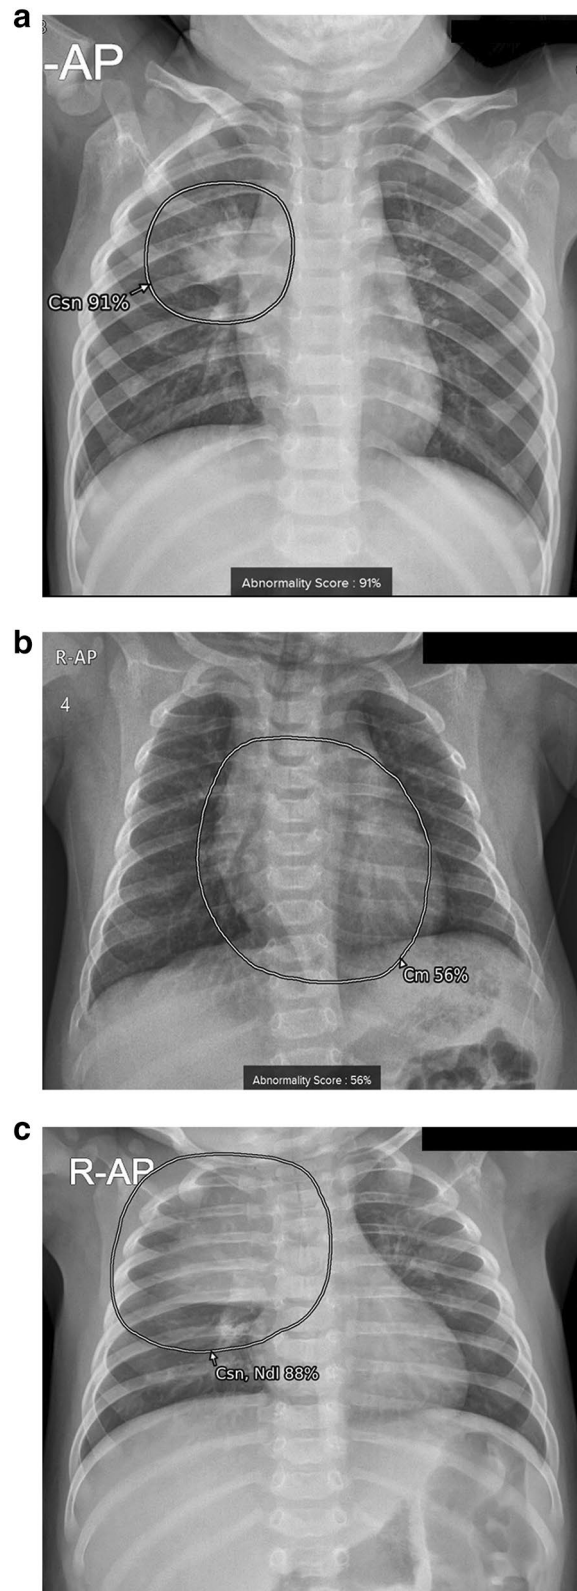 a
-AP
Csn 91%
Abnormality Score : 91%
b
R-AP
4
Cm 56%
Abnormality Score : 56%
c
R-AP
Csn, Ndl 88%